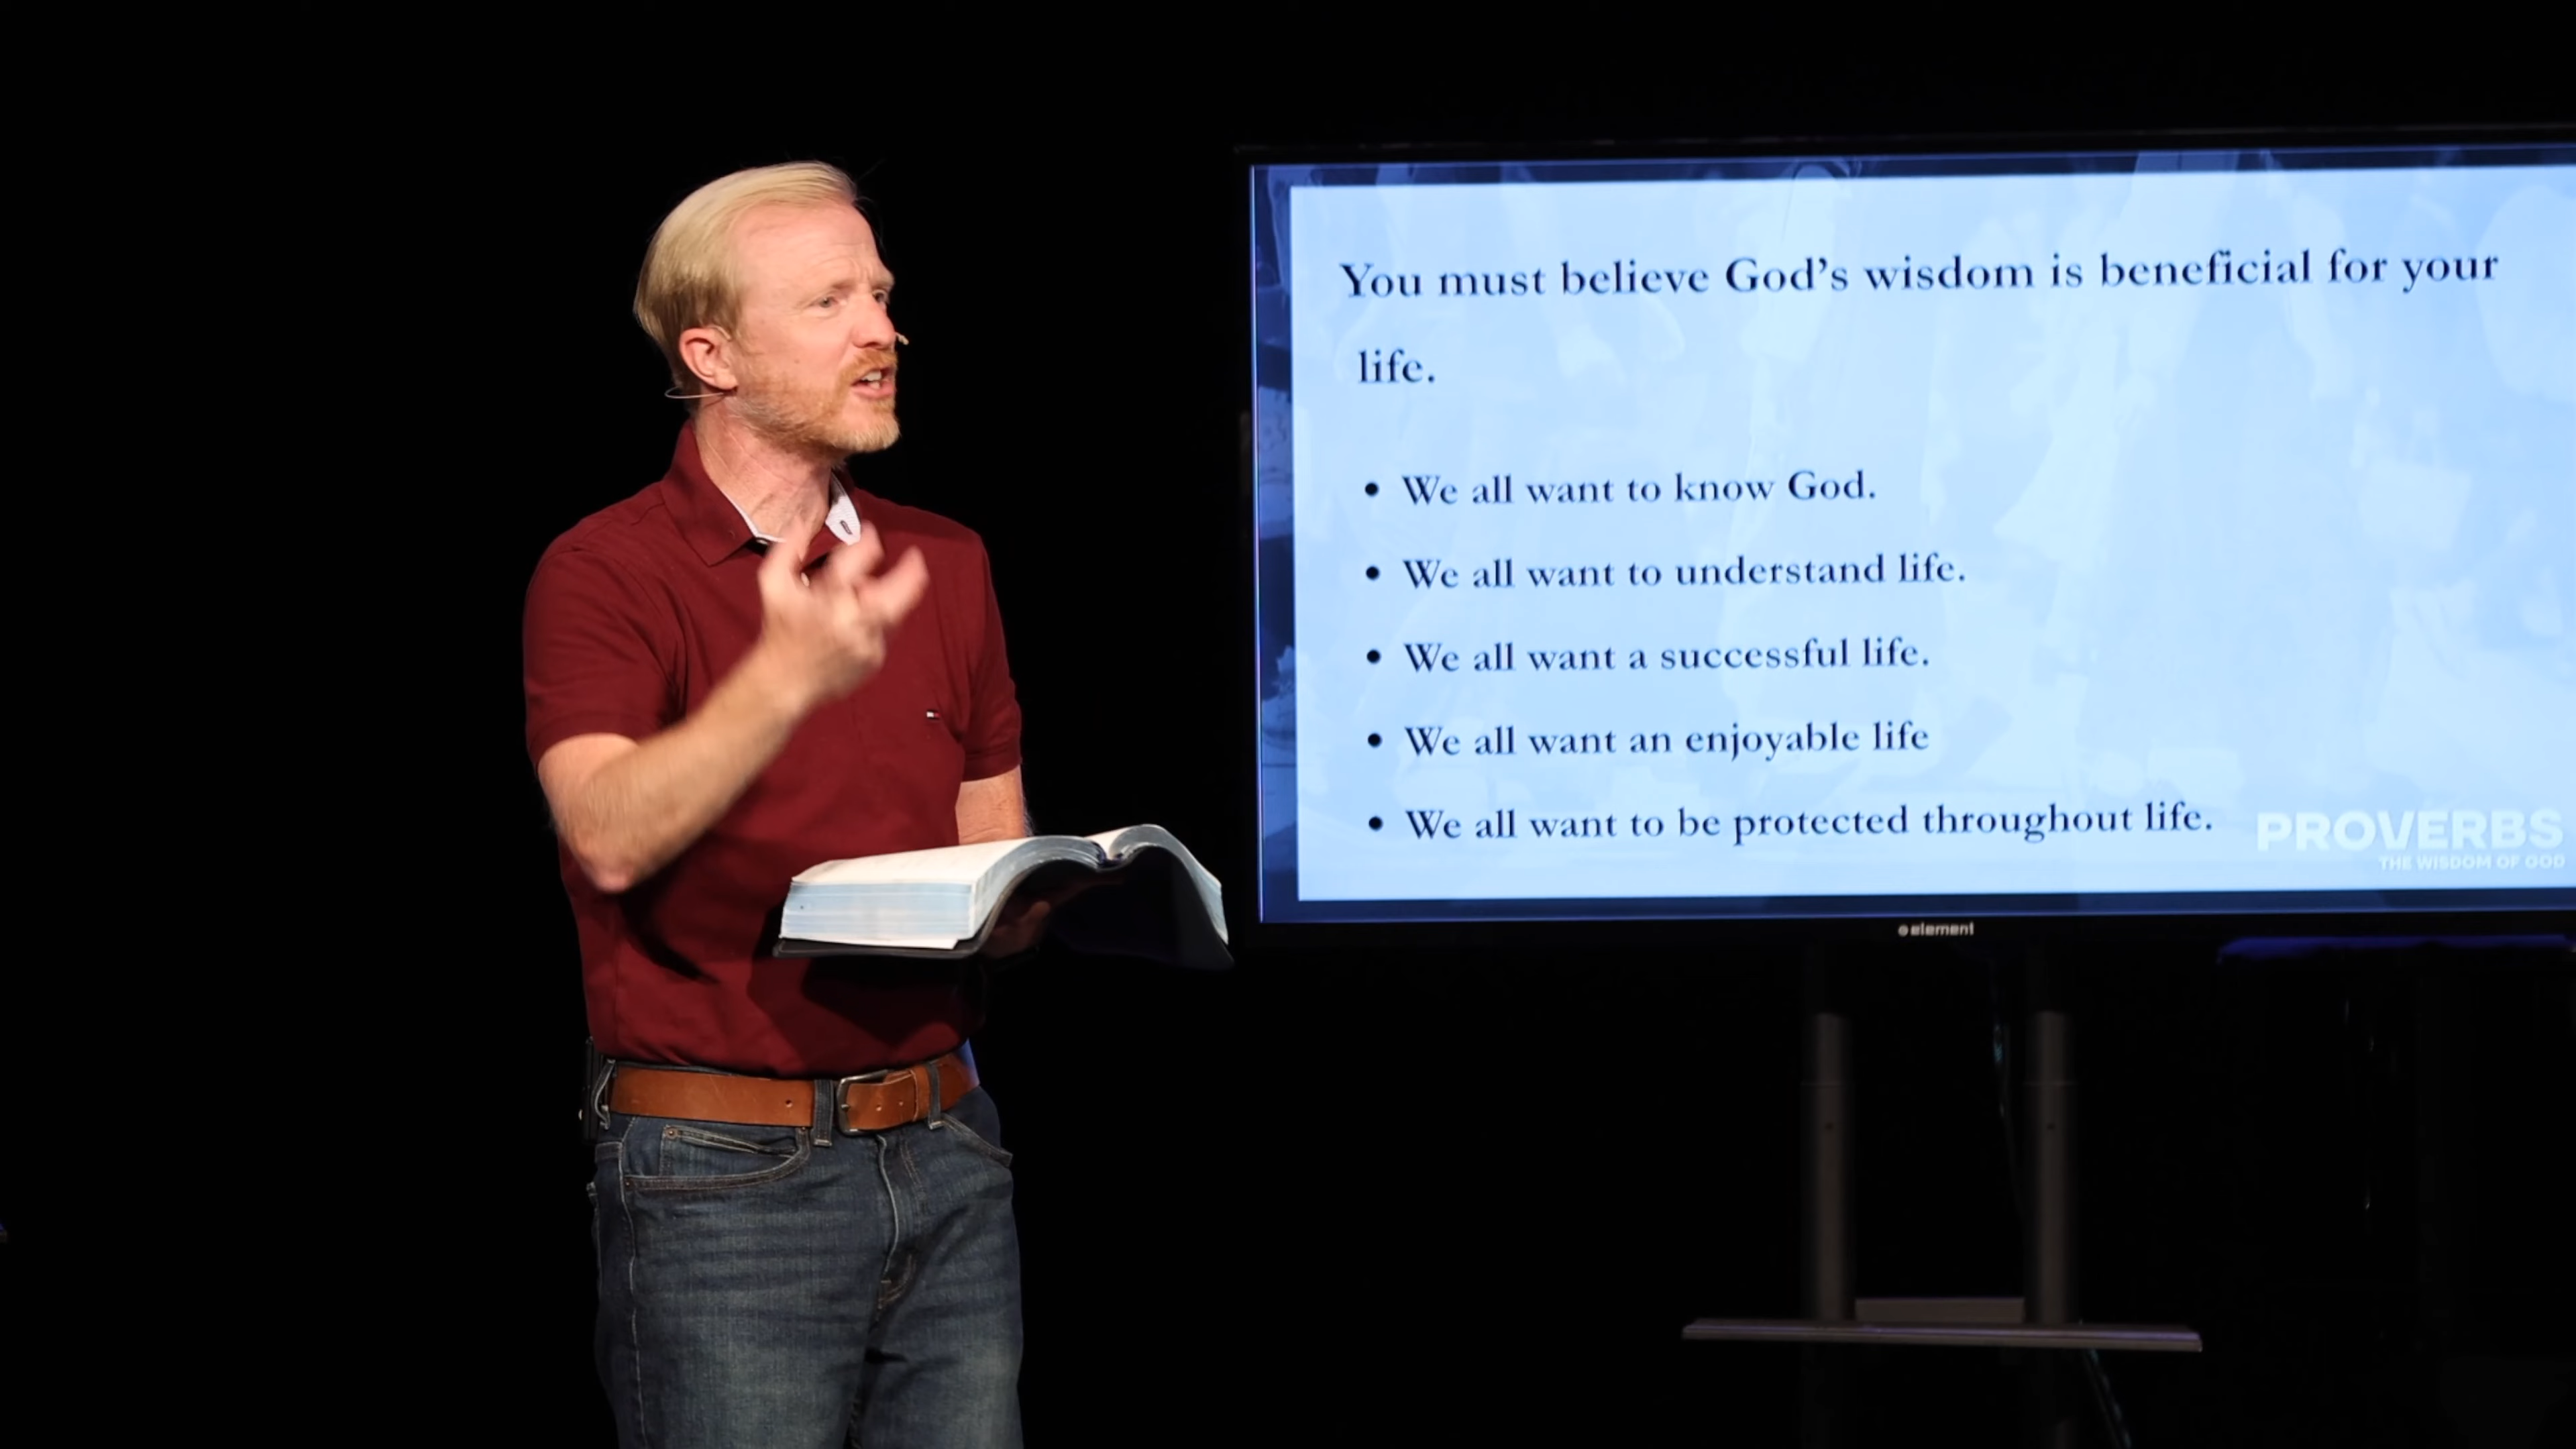 You must believe God’s wisdom is beneficial for your
life.
• We all want to know God.
• We all want to understand life.
• We all want a successful life.
• We all want an enjoyable life
• We all want to be protected throughout life.
PROVERBS
THE WISDOM OF GOD
element